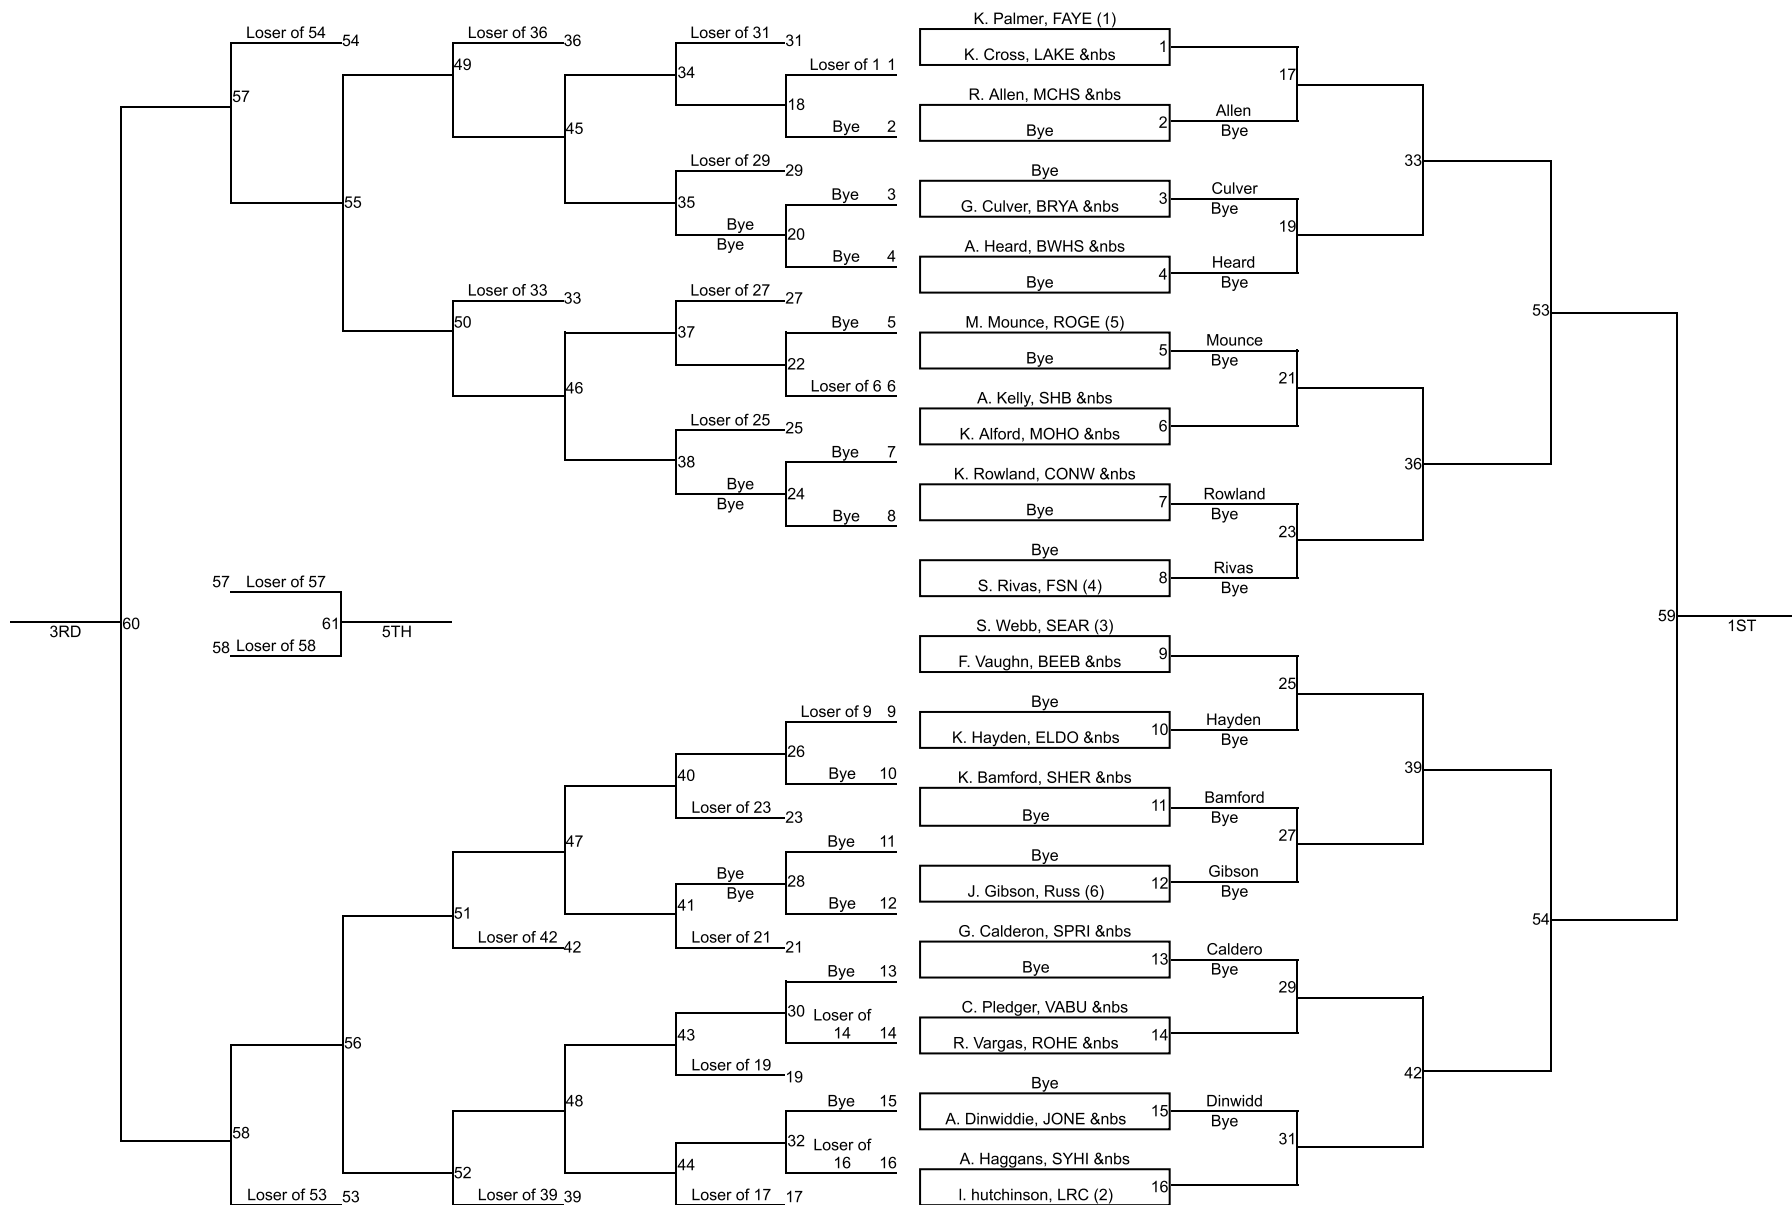 K. Palmer, FAYE (1)
Loser of 54 54
Loser of 36 36
Loser of 31 31
1
K. Cross, LAKE &nbs
49
Loser of 1 1
34
17
57
R. Allen, MCHS &nbs
18
Allen
45
Bye 2
Bye 2
Bye
Loser of 29 29
33
Bye
Culver
Bye 3
3
55
35
G. Culver, BRYA &nbs
Bye
Bye
20
19
Bye
A. Heard, BWHS &nbs
Bye 4
Heard
4
Bye
Bye
Loser of 33 33
Loser of 27 27
53
50
Bye 5
M. Mounce, ROGE (5)
37
Mounce
Bye 5
Bye
22
21
46
Loser of 6 6
A. Kelly, SHB &nbs
Loser of 25 25
6
K. Alford, MOHO &nbs
Bye 7
38
36
K. Rowland, CONW &nbs
Bye
24
Rowland
Bye
7
Bye
Bye
Bye 8
23
Bye
Rivas
57 Loser of 57
8
S. Rivas, FSN (4)
Bye
60
61
59
3RD
5TH
S. Webb, SEAR (3)
1ST
58 Loser of 58
9
F. Vaughn, BEEB &nbs
25
Bye
Loser of 9 9
Hayden
10
K. Hayden, ELDO &nbs
Bye
26
40
Bye 10
K. Bamford, SHER &nbs
39
Loser of 23 23
Bamford
11
Bye
Bye
47
Bye 11
27
Bye
Bye
28
Gibson
Bye
12
J. Gibson, Russ (6)
Bye
41
Bye 12
51
54
Loser of 42 42
Loser of 21 21
G. Calderon, SPRI &nbs
Caldero
13
Bye
Bye
Bye 13
29
C. Pledger, VABU &nbs
30 Loser of
14 14
43
14
R. Vargas, ROHE &nbs
56
Loser of 19 19
42
Bye
48
Bye 15
Dinwidd
15
A. Dinwiddie, JONE &nbs
Bye
58
32 Loser of
16 16
31
A. Haggans, SYHI &nbs
44
52
16
I. hutchinson, LRC (2)
Loser of 53 53
Loser of 39 39
Loser of 17 17